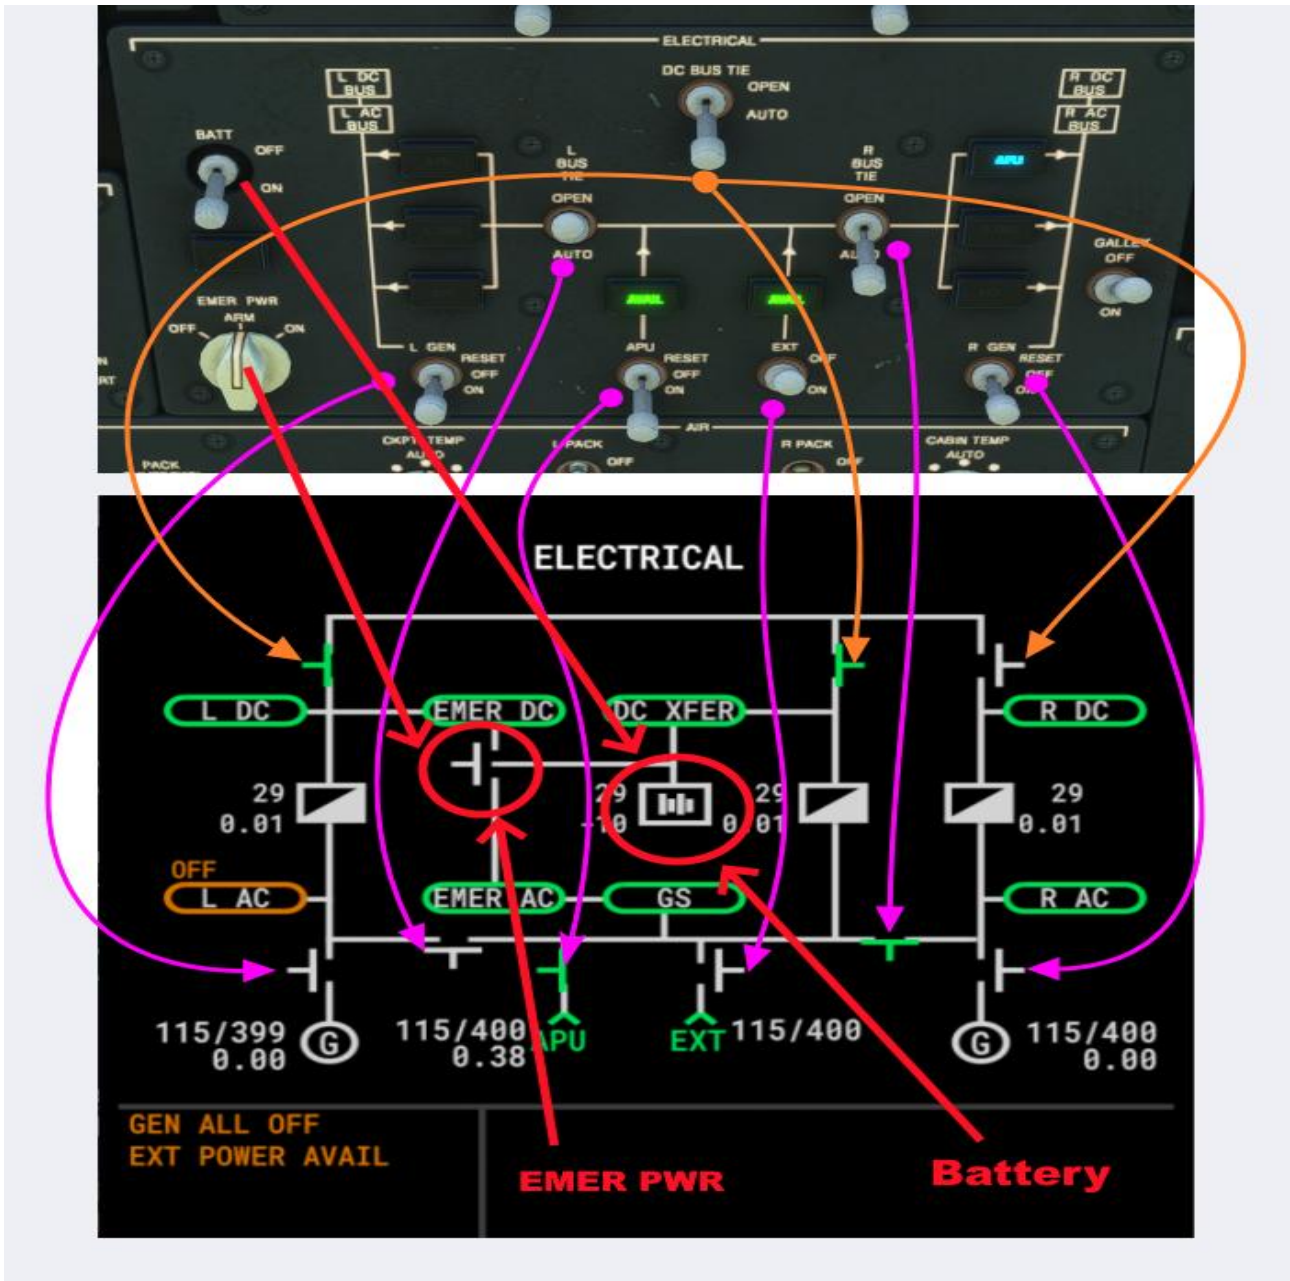 ELECTRICAL
DC BUS TIE
OPEN
AUTO
L DC
BUS
L AC
BUS
R DC
BUS
R AC
BUS
BATT
OFF
ON
L
BUS
TIE
OPEN
AUTO
R
BUS
TIE
OPEN
AUTO
APU
GALLEY
OFF
ON
EMER PWR
OFF
ARM
ON
AVAIL
AVAIL
L GEN
RESET
OFF
ON
APU
RESET
OFF
ON
EXT
OFF
ON
R GEN
RESET
OFF
ON
AIR
CKPT TEMP
AUTO
L PACK
OFF
R PACK
OFF
CABIN TEMP
AUTO
PACK
ELECTRICAL
L DC
EMER DC
DC XFER
R DC
29
0.01
29
-10
29
0.01
29
0.01
OFF
L AC
EMER AC
GS
R AC
115/399
0.00
G
115/400
0.38
APU
EXT
115/400
G
115/400
0.00
GEN ALL OFF
EXT POWER AVAIL
EMER PWR
Battery